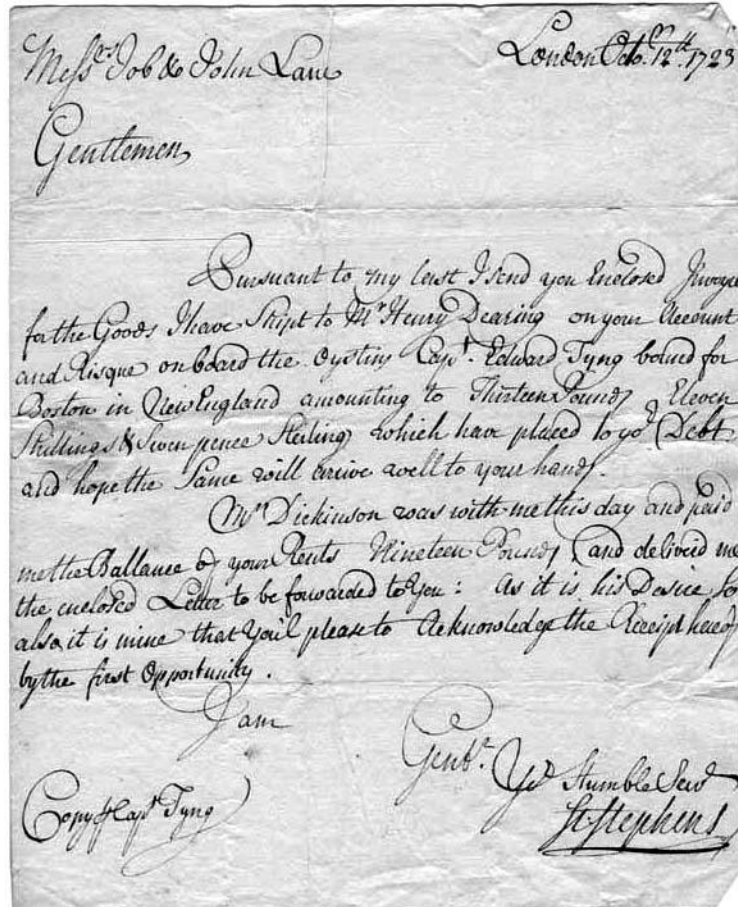 Mess.rs Job & John Lane
London Octo. 12th. 1723
Gentlemen
Pursuant to my last I send you Enclosed Invoyce
for the Goods I have Shipt to Mr Henry Dearing on your Account
and Risque on board the Oystin Capt. Edward Tyng bound for
Boston in New England amounting to Thirteen Pounds Eleven
Shillings & Seven pence Sterling which have placed to yor Debt
and hope the Same will arrive well to your hands.
Mr Dickinson was with me this day and paid
me the Ballance of your Rents Nineteen Pounds and deliverd me
the enclosed Letter to be forwarded to You: As it is his Desire So
also it is mine that You'l please to Acknowledge the Receipt hereof
by the first Opportunity.
I am
Gentn.
Yor Humble Servt
Copy Capt Tyng
Stephens